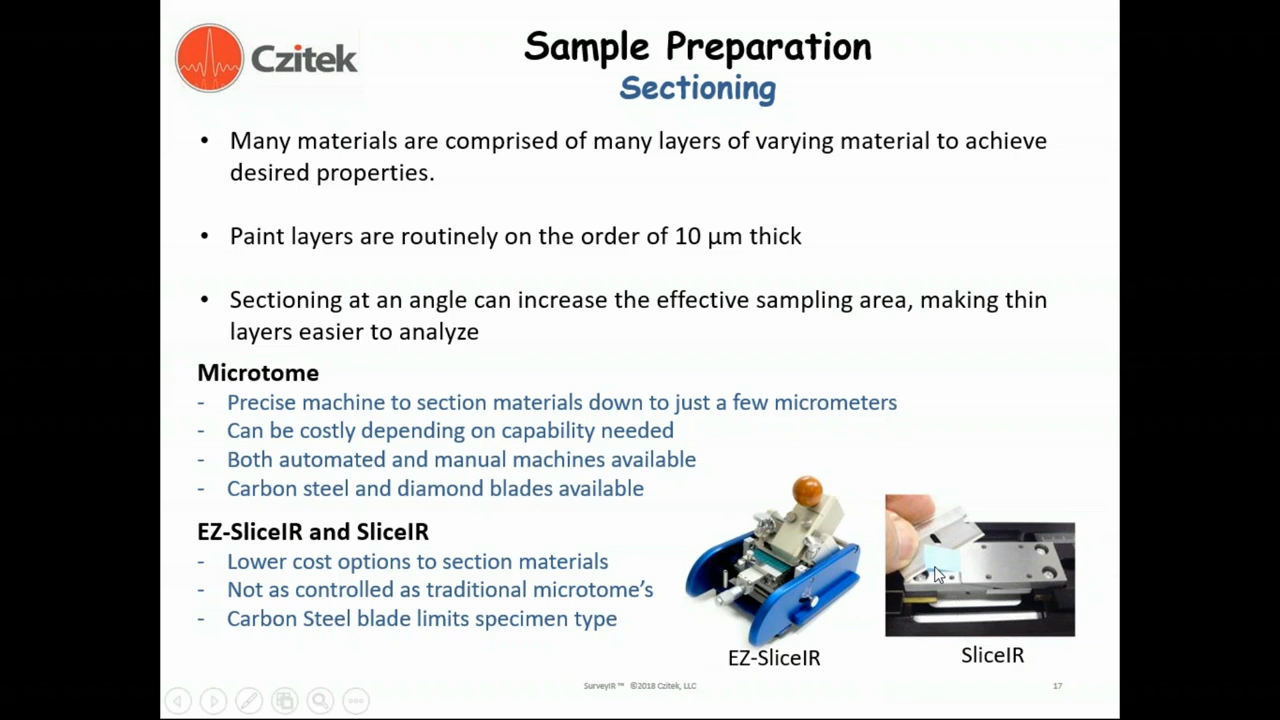 Czitek
Sample Preparation
Sectioning
• Many materials are comprised of many layers of varying material to achieve
desired properties.
• Paint layers are routinely on the order of 10 µm thick
• Sectioning at an angle can increase the effective sampling area, making thin
layers easier to analyze
Microtome
- Precise machine to section materials down to just a few micrometers
- Can be costly depending on capability needed
- Both automated and manual machines available
- Carbon steel and diamond blades available
EZ-SliceIR and SliceIR
- Lower cost options to section materials
- Not as controlled as traditional microtome’s
- Carbon Steel blade limits specimen type
EZ-SliceIR
SliceIR
SurveyIR™ ©2018 Czitek, LLC
17